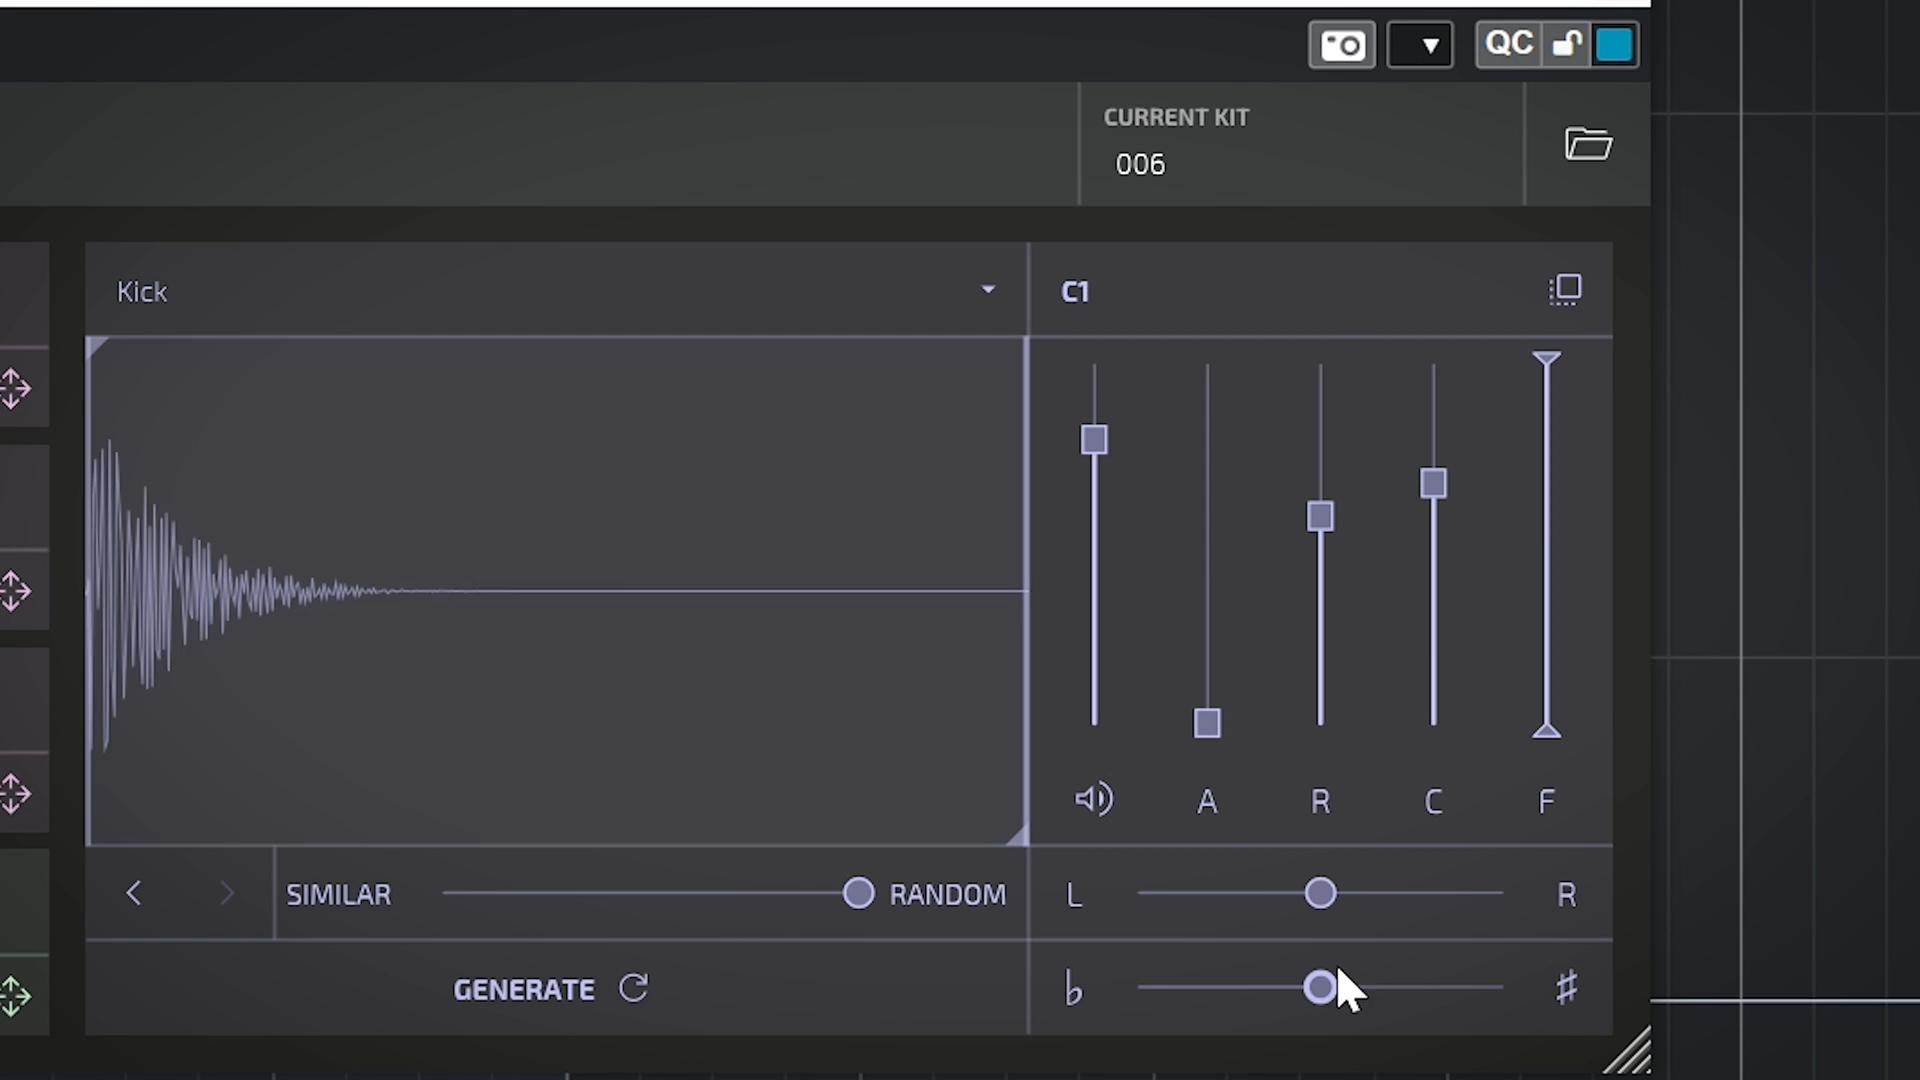 QC
CURRENT KIT
006
Kick
C1
A R C F
SIMILAR RANDOM
L R
GENERATE
♭ ♯